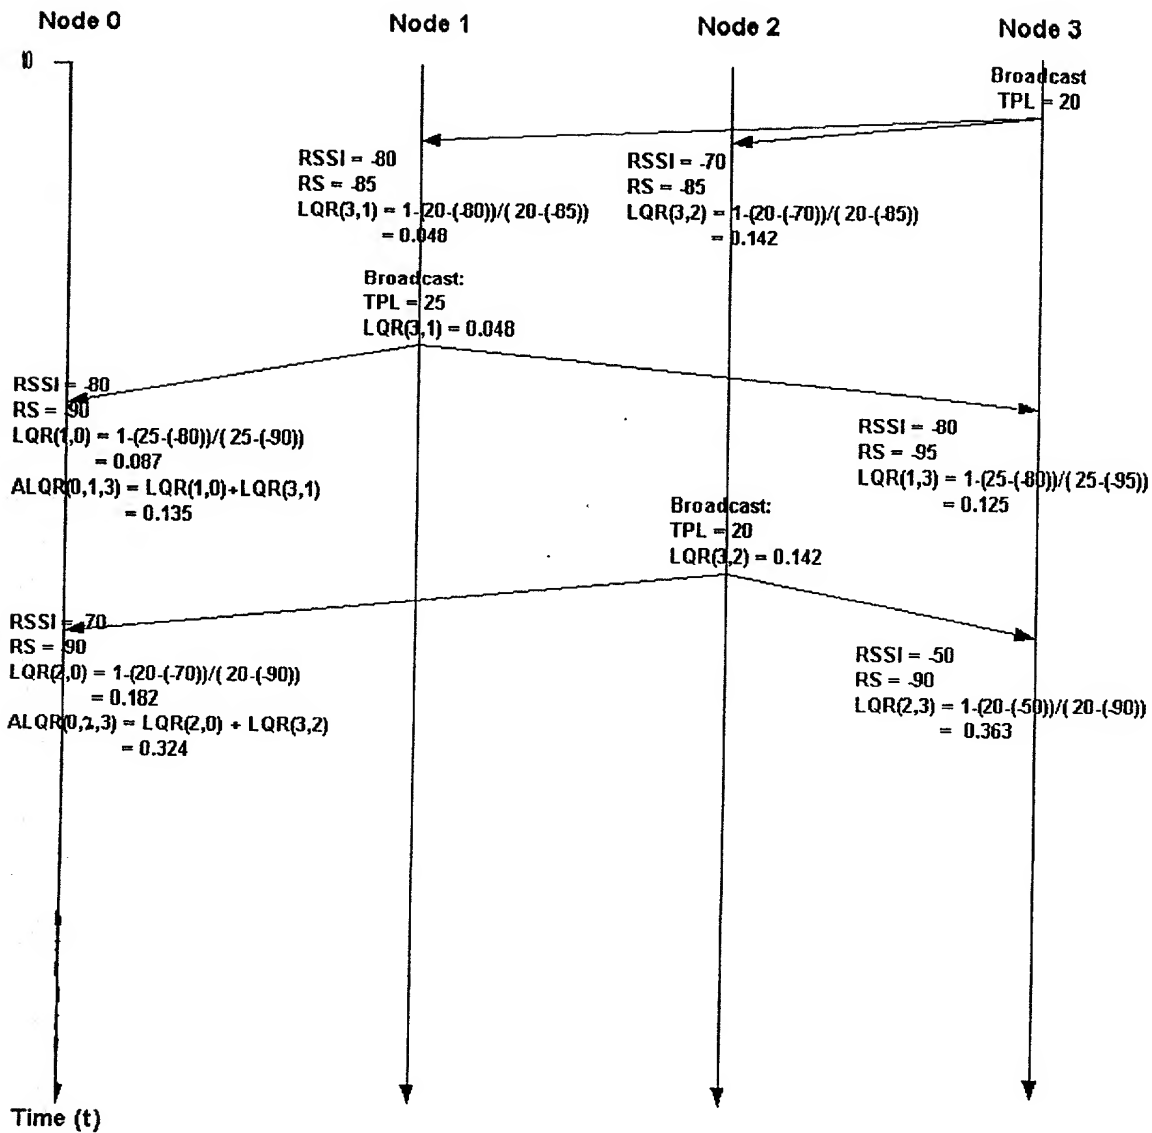 Node 0
Node 1
Node 2
Node 3
t0
Broadcast
TPL = 20
RSSI = -80
RS = -85
LQR(3,1) = 1-(20-(-80))/( 20-(-85))
= 0.048
RSSI = -70
RS = -85
LQR(3,2) = 1-(20-(-70))/( 20-(-85))
= 0.142
Broadcast:
TPL = 25
LQR(3,1) = 0.048
RSSI = -80
RS = -90
LQR(1,0) = 1-(25-(-80))/( 25-(-90))
= 0.087
ALQR(0,1,3) = LQR(1,0)+LQR(3,1)
= 0.135
RSSI = -80
RS = -95
LQR(1,3) = 1-(25-(-80))/( 25-(-95))
= 0.125
Broadcast:
TPL = 20
LQR(3,2) = 0.142
RSSI = -70
RS = -90
LQR(2,0) = 1-(20-(-70))/( 20-(-90))
= 0.182
ALQR(0,2,3) = LQR(2,0) + LQR(3,2)
= 0.324
RSSI = -50
RS = -90
LQR(2,3) = 1-(20-(-50))/( 20-(-90))
= 0.363
Time (t)